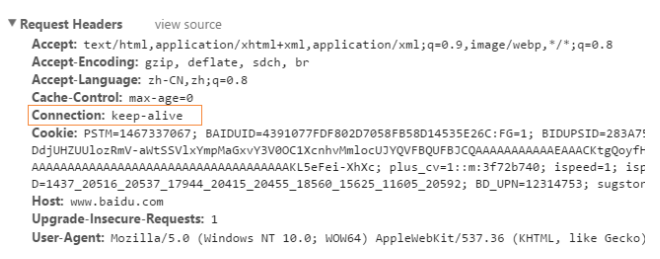 Request Headers view source
Accept: text/html,application/xhtml+xml,application/xml;q=0.9,image/webp,*/*;q=0.8
Accept-Encoding: gzip, deflate, sdch, br
Accept-Language: zh-CN,zh;q=0.8
Cache-Control: max-age=0
Connection: keep-alive
Cookie: PSTM=1467337067; BAIDUID=4391077FDF802D7058FB58D14535E26C:FG=1; BIDUPSID=283A75
DdjUHZUUlozRmV-aWtSSVlxYmpMaGxvY3V0OC1XcnhvMmlocUJYQVFBQUFBJCQAAAAAAAAAAAEAAACKtgQoyfH
AAAAAAAAAAAAAAAAAAAAAAAAAAAAAAAAAAAAAAKL5eFei-XhXc; plus_cv=1::m:3f72b740; ispeed=1; isp
D=1437_20516_20537_17944_20415_20455_18560_15625_11605_20592; BD_UPN=12314753; sugstor
Host: www.baidu.com
Upgrade-Insecure-Requests: 1
User-Agent: Mozilla/5.0 (Windows NT 10.0; WOW64) AppleWebKit/537.36 (KHTML, like Gecko)